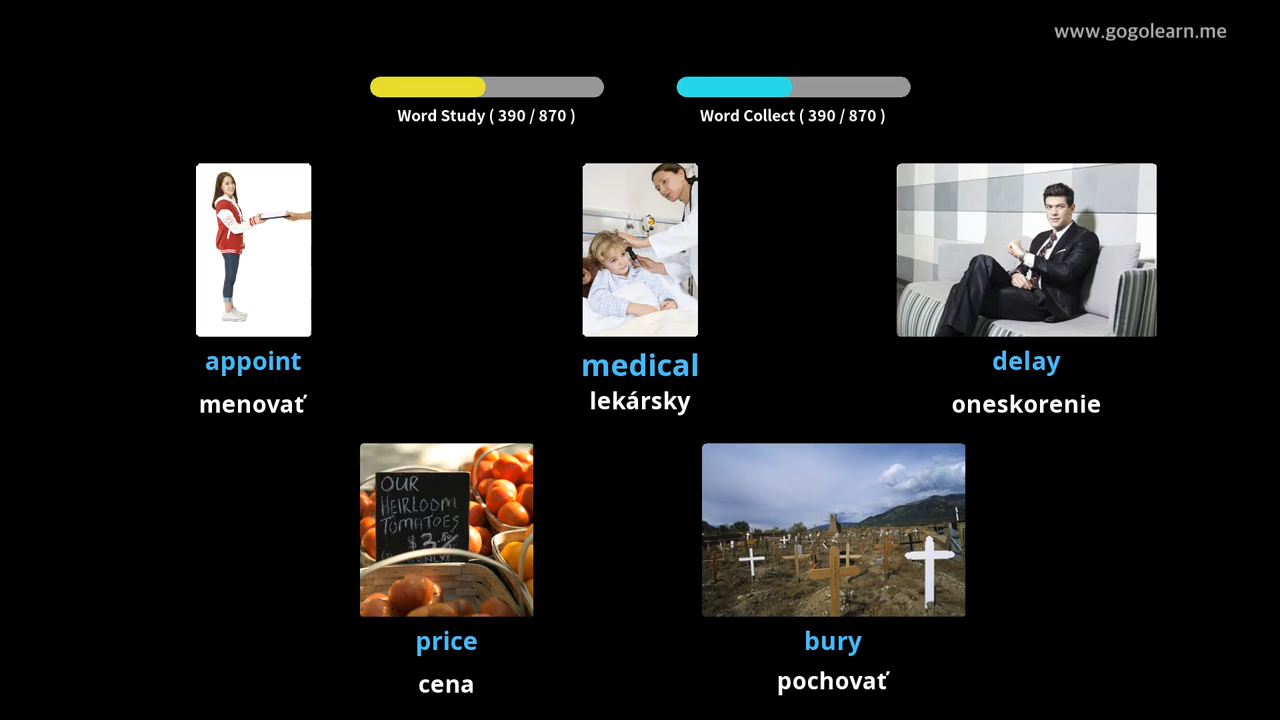 www.gogolearn.me
Word Study ( 390 / 870 )
Word Collect ( 390 / 870 )
appoint
menovať
medical
lekársky
delay
oneskorenie
OUR
HEIRLOOM
TOMATOES
price
cena
bury
pochovať